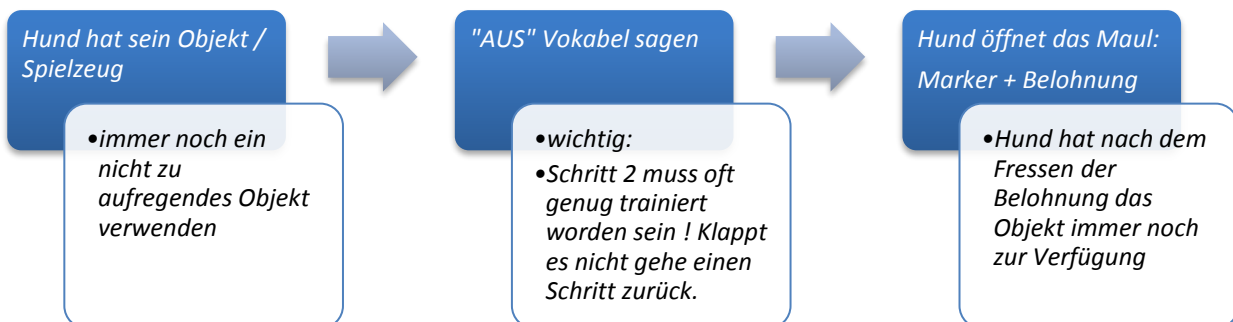 Hund hat sein Objekt /
Spielzeug
•immer noch ein
nicht zu
aufregendes Objekt
verwenden
"AUS" Vokabel sagen
•wichtig:
•Schritt 2 muss oft
genug trainiert
worden sein ! Klappt
es nicht gehe einen
Schritt zurück.
Hund öffnet das Maul:
Marker + Belohnung
•Hund hat nach dem
Fressen der
Belohnung das
Objekt immer noch
zur Verfügung